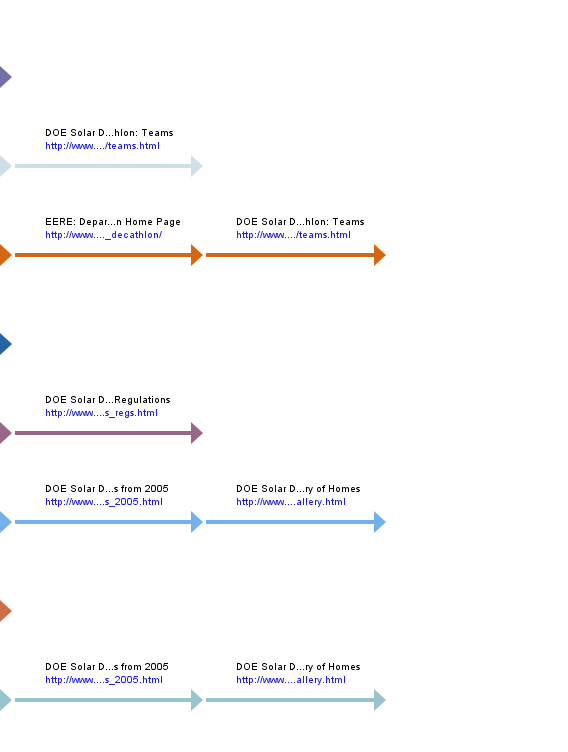 DOE Solar D...hlon: Teams
http://www..../teams.html
EERE: Depar...n Home Page
http://www...._decathlon/
DOE Solar D...hlon: Teams
http://www..../teams.html
DOE Solar D...Regulations
http://www....s_regs.html
DOE Solar D...s from 2005
http://www....s_2005.html
DOE Solar D...ry of Homes
http://www....allery.html
DOE Solar D...s from 2005
http://www....s_2005.html
DOE Solar D...ry of Homes
http://www....allery.html